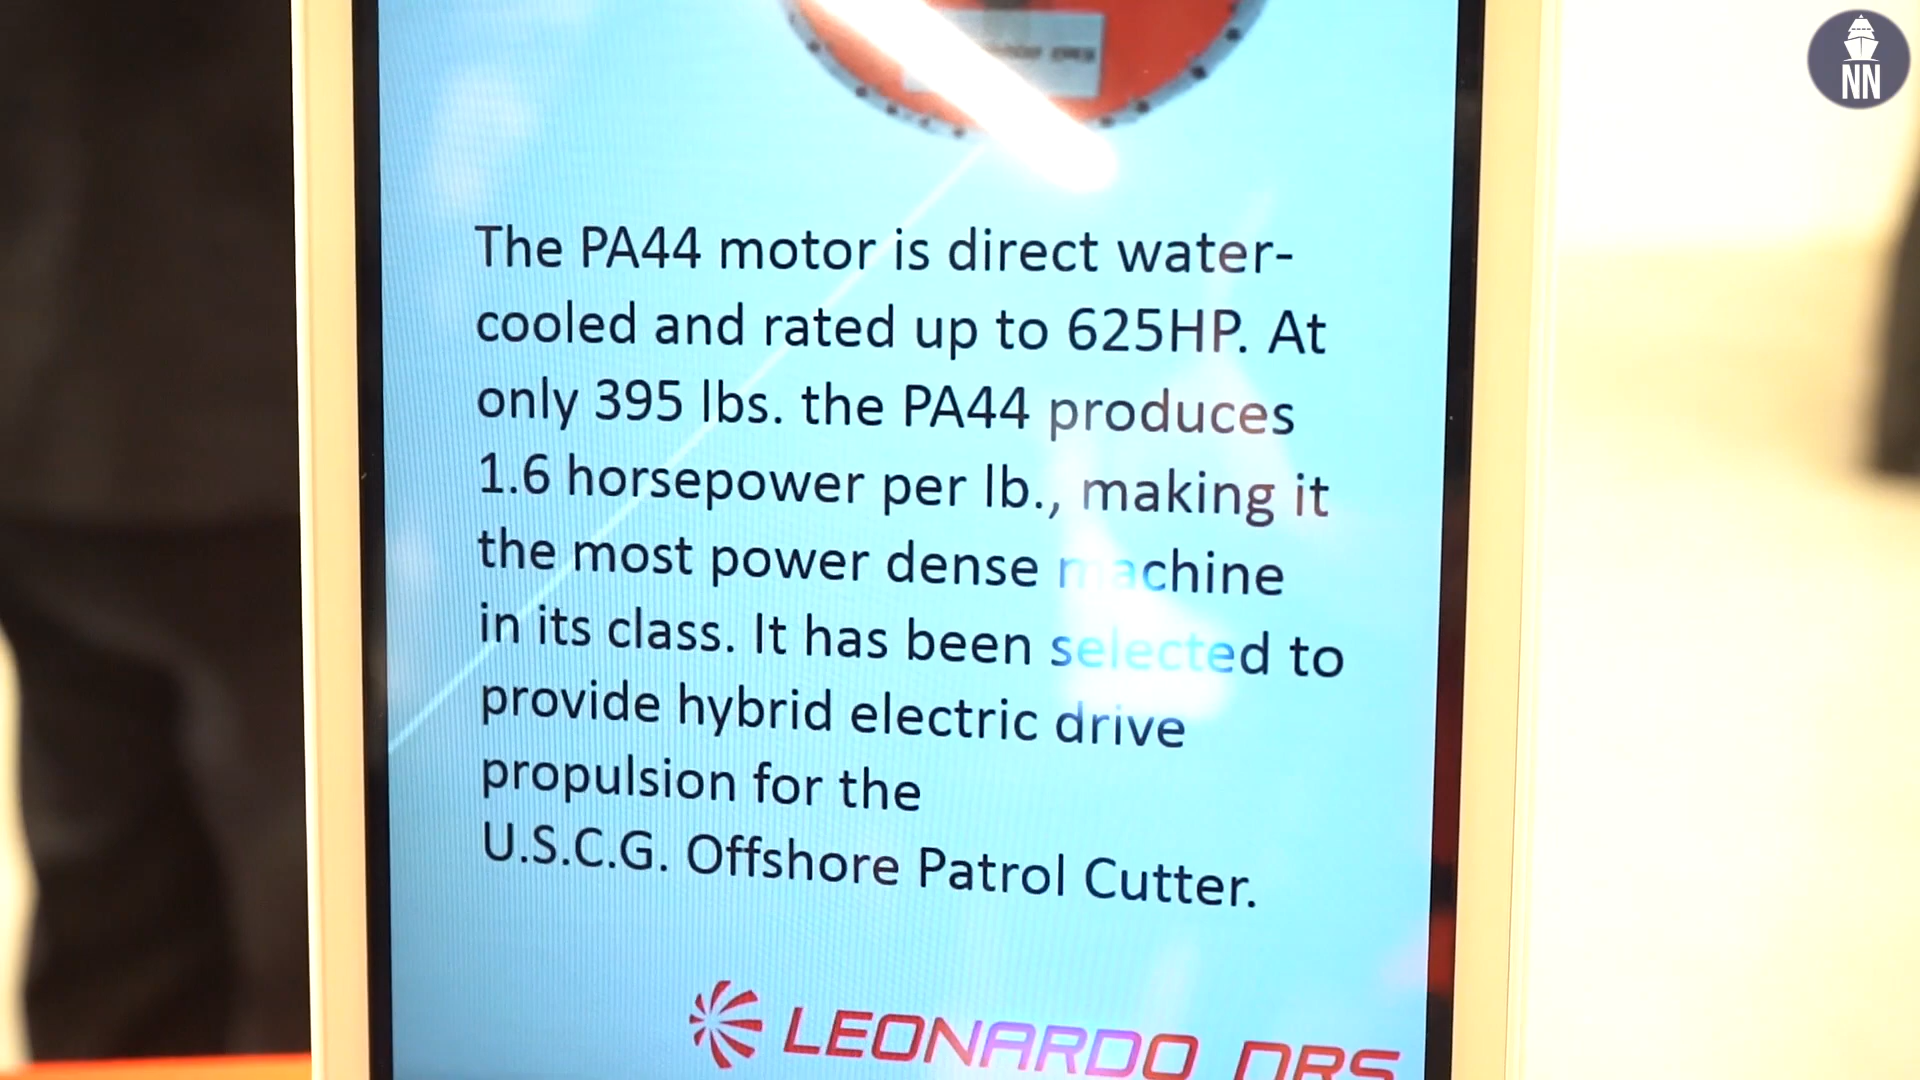 NN
The PA44 motor is direct water-
cooled and rated up to 625HP. At
only 395 lbs. the PA44 produces
1.6 horsepower per lb., making it
the most power dense machine
in its class. It has been selected to
provide hybrid electric drive
propulsion for the
U.S.C.G. Offshore Patrol Cutter.
LEONARDO DRS